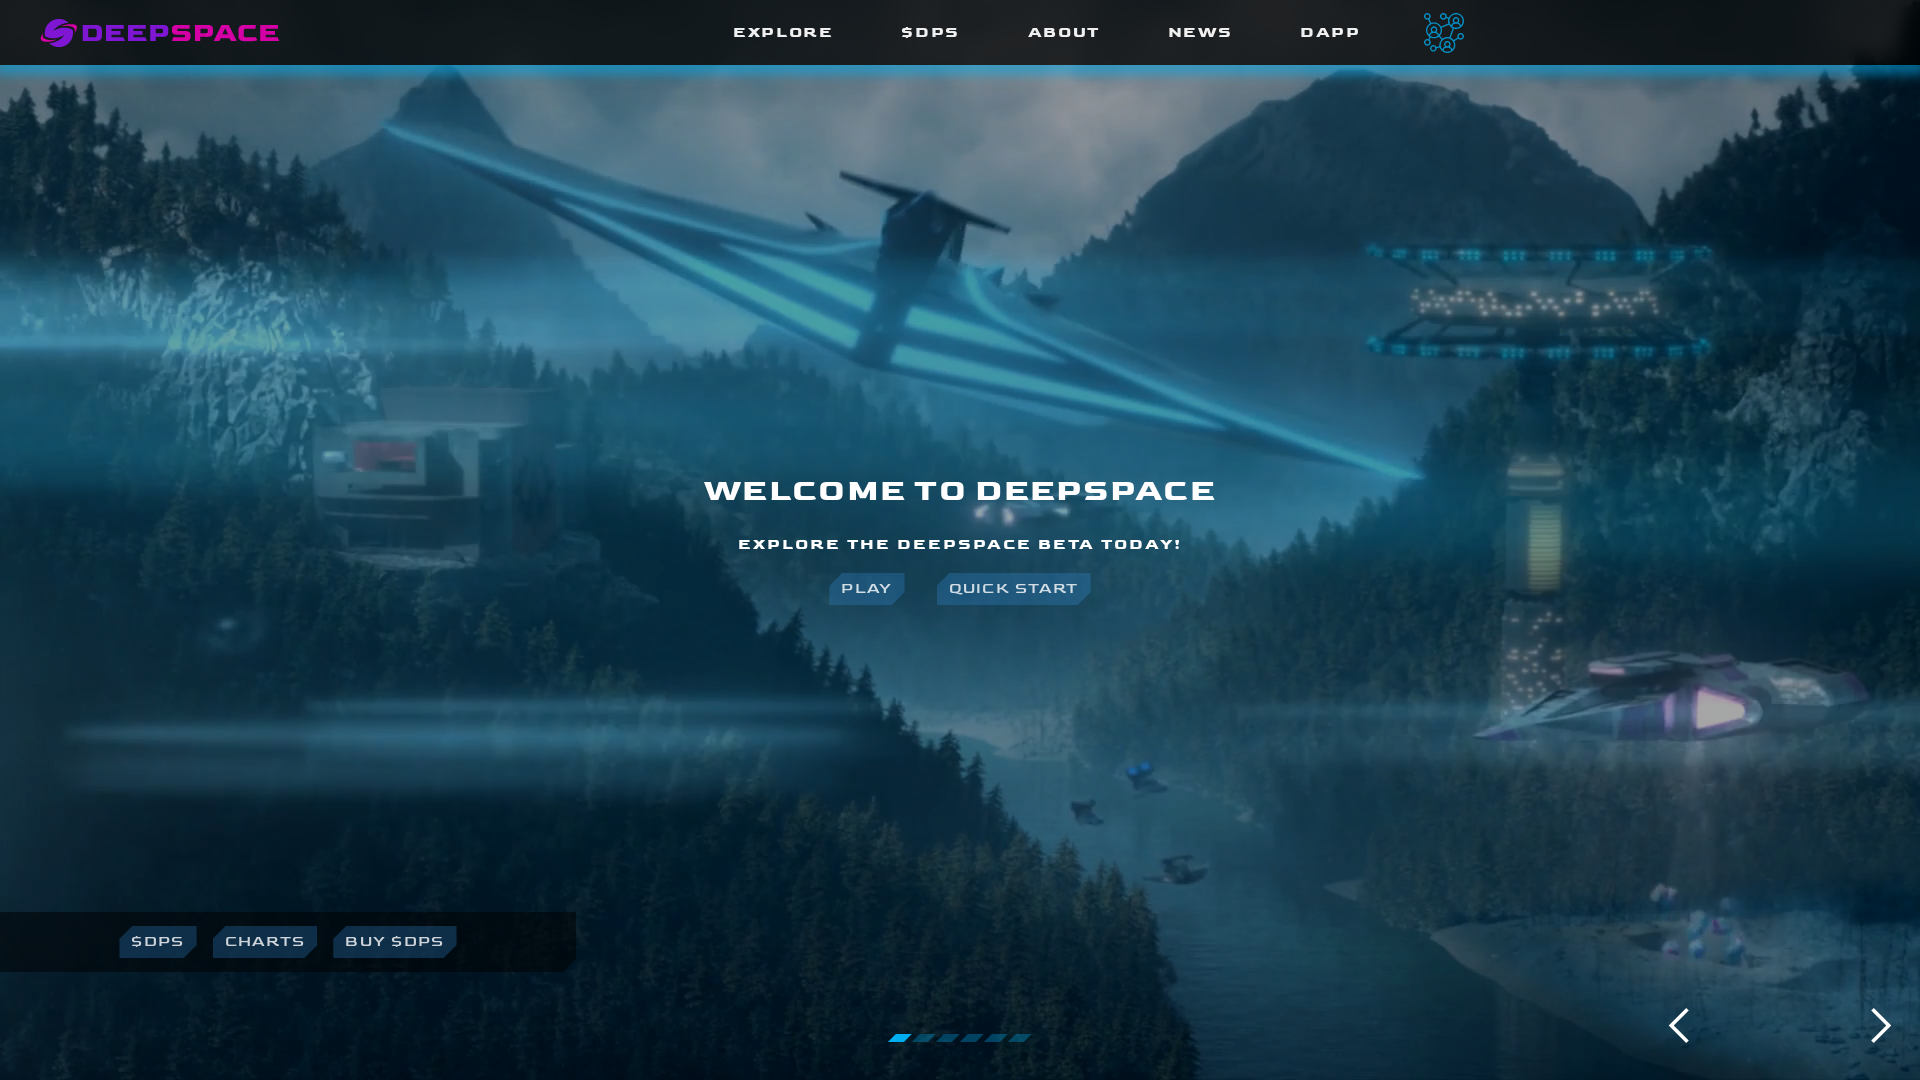 DEEPSPACE
EXPLORE
$DPS
ABOUT
NEWS
DAPP
WELCOME TO DEEPSPACE
EXPLORE THE DEEPSPACE BETA TODAY!
PLAY
QUICK START
$DPS
CHARTS
BUY $DPS